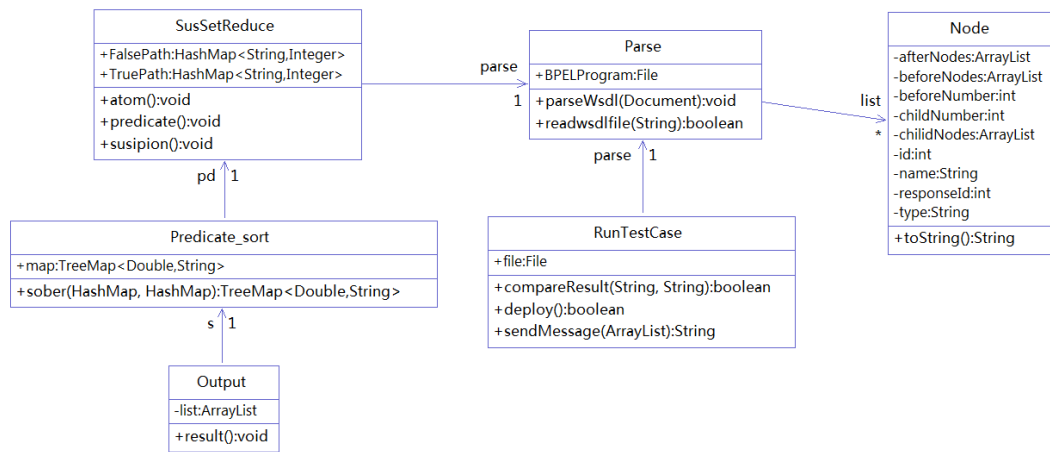 SusSetReduce
+FalsePath:HashMap<String,Integer>
+TruePath:HashMap<String,Integer>
+atom():void
+predicate():void
+susipion():void
parse
1
Parse
+BPELProgram:File
+parseWsdl(Document):void
+readwsdlfile(String):boolean
list
*
Node
-afterNodes:ArrayList
-beforeNodes:ArrayList
-beforeNumber:int
-childNumber:int
-chilidNodes:ArrayList
-id:int
-name:String
-responseId:int
-type:String
+toString():String
pd
1
parse
1
Predicate_sort
+map:TreeMap<Double,String>
+sober(HashMap, HashMap):TreeMap<Double,String>
RunTestCase
+file:File
+compareResult(String, String):boolean
+deploy():boolean
+sendMessage(ArrayList):String
s
1
Output
-list:ArrayList
+result():void